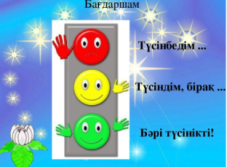 Бағдаршам
Түсінбедім ...
Түсіндім, бірақ ...
Бәрі түсінікті!